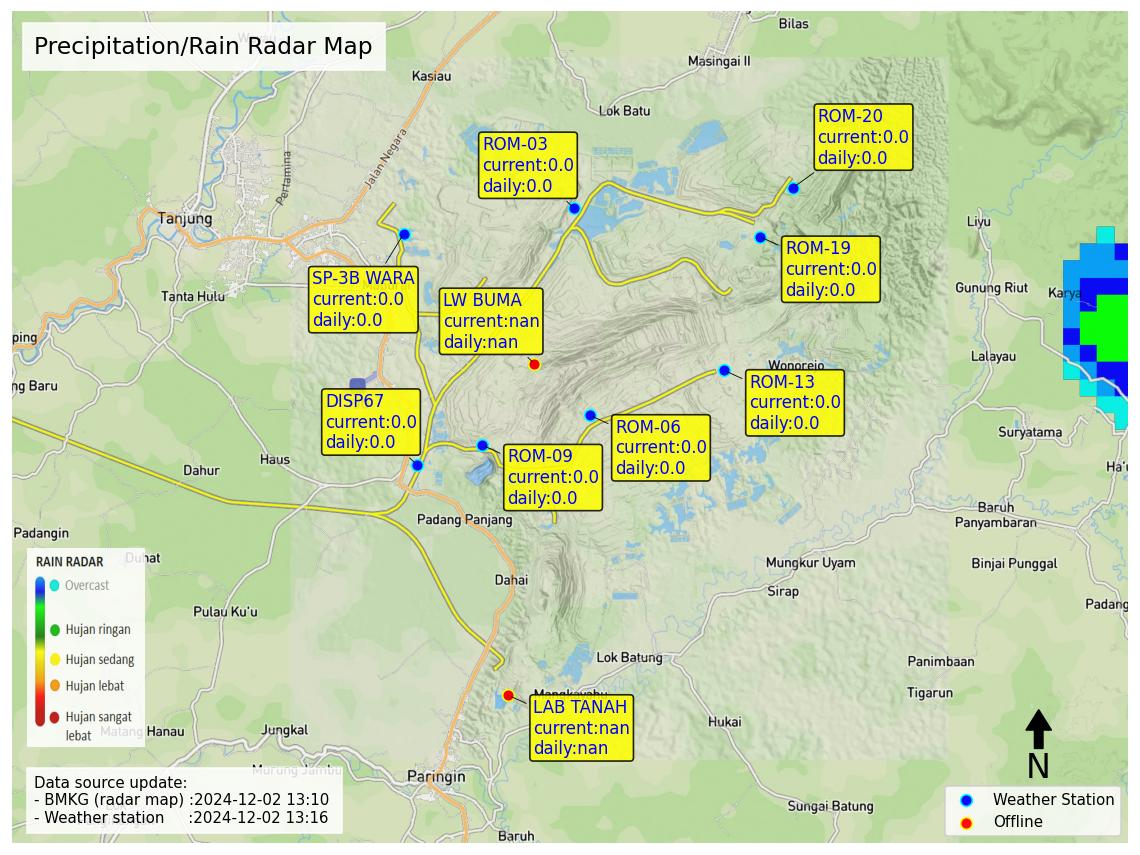 Precipitation/Rain Radar Map
Bilas
Masingai II
Kasiau
Lok Batu
ROM-20
current:0.0
daily:0.0
ROM-03
current:0.0
daily:0.0
Jalan Negara
Pertamina
Tanjung
Liyu
ROM-19
current:0.0
daily:0.0
SP-3B WARA
current:0.0
daily:0.0
LW BUMA
current:nan
daily:nan
Tanta Hulu
Gunung Riut
Karya
ping
Lalayau
Wonorejo
ng Baru
ROM-13
current:0.0
daily:0.0
DISP67
current:0.0
daily:0.0
ROM-06
current:0.0
daily:0.0
Suryatama
ROM-09
current:0.0
daily:0.0
Haus
Dahur
Ha'u
Baruh
Panyambaran
Padang Panjang
Padangin
Duhat
Mungkur Uyam
Binjai Punggal
Dahai
Sirap
Padang
Pulau Ku'u
RAIN RADAR
Overcast
Hujan ringan
Hujan sedang
Hujan lebat
Hujan sangat
lebat
Lok Batung
Panimbaan
Tigarun
LAB TANAH
current:nan
daily:nan
Hukai
Matang Hanau
Jungkal
Murung Jambu
Paringin
Sungai Batung
Baruh
Data source update:
- BMKG (radar map) :2024-12-02 13:10
- Weather station :2024-12-02 13:16
N
Weather Station
Offline